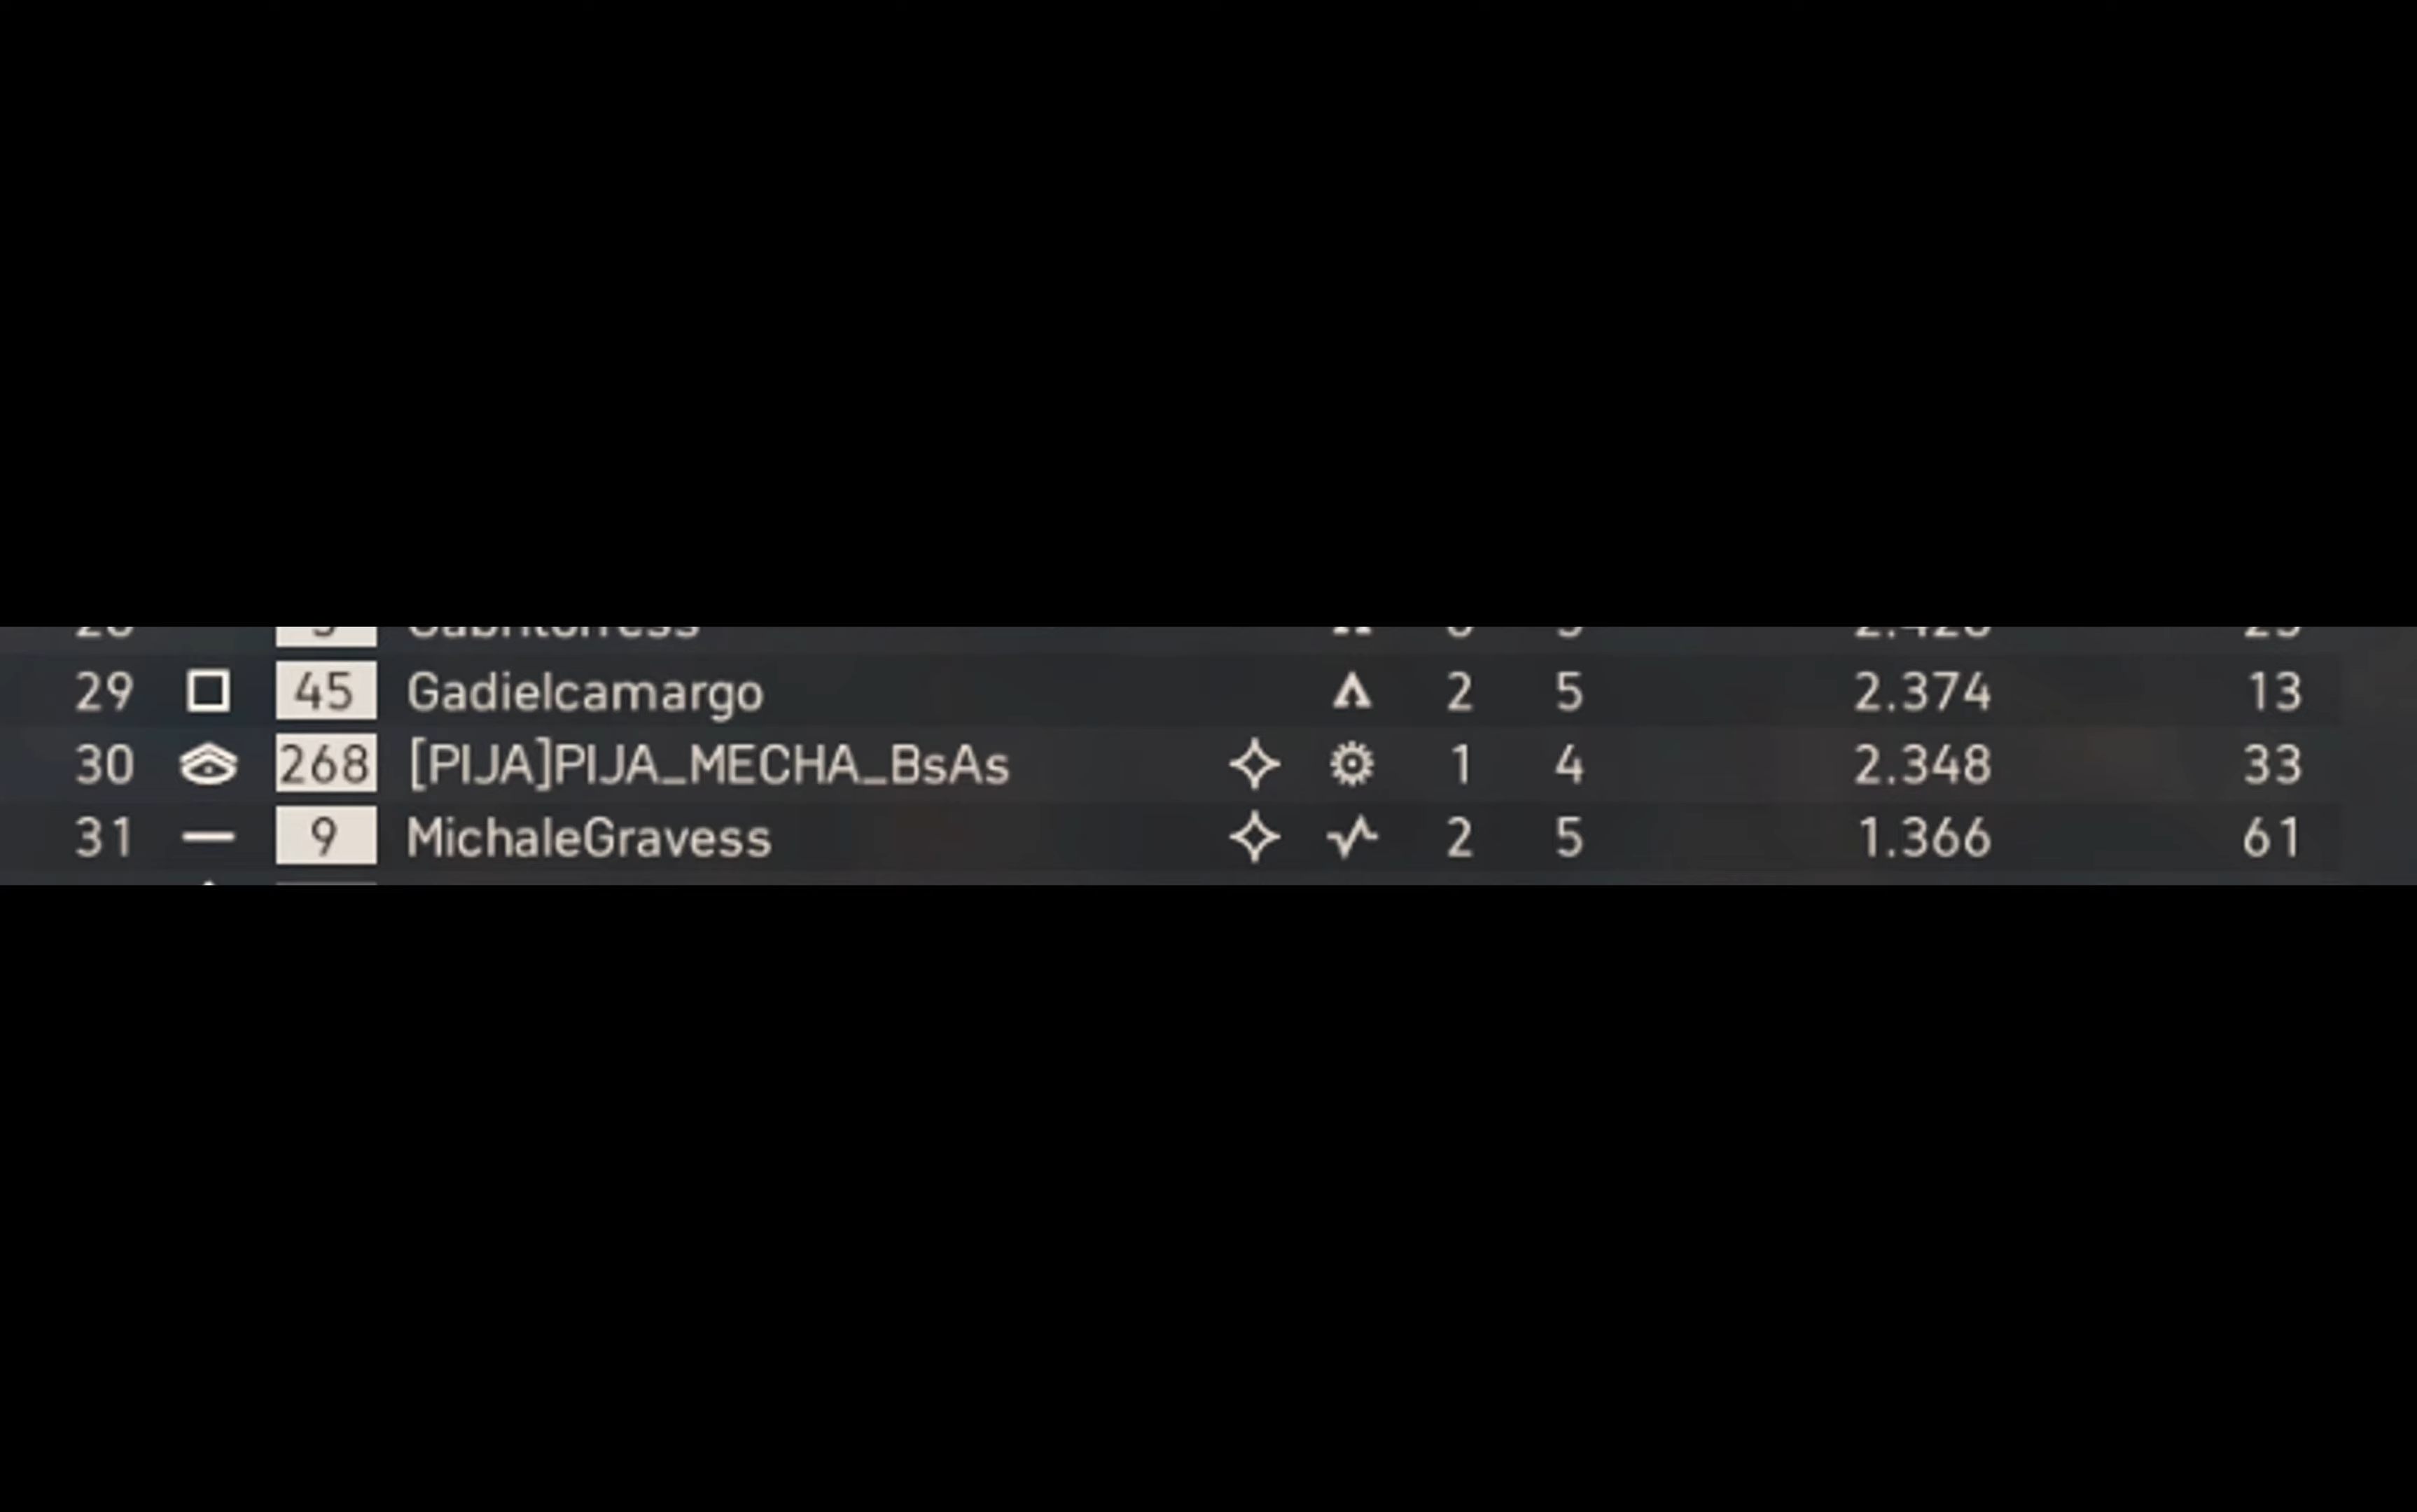 29 45 Gadielcamargo 2 5 2.374 13
30 268 [PIJA]PIJA_MECHA_BsAs 1 4 2.348 33
31 9 MichaleGravess 2 5 1.366 61